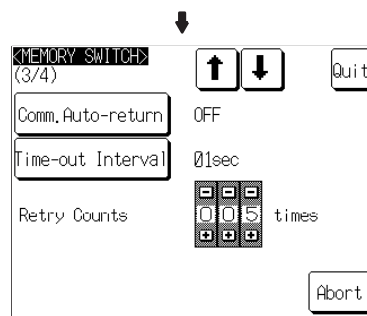 <MEMORY SWITCH>
(3/4)
Quit
Comm.Auto-return OFF
Time-out Interval 01sec
Retry Counts 005 times
Abort